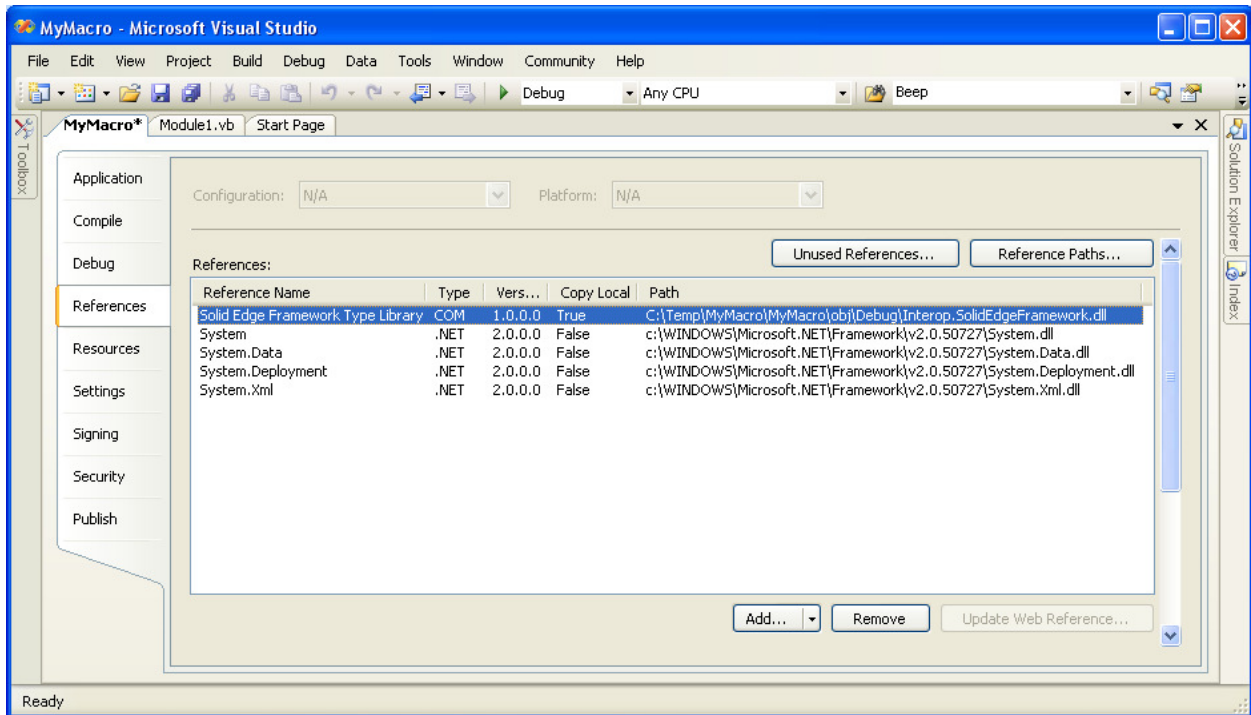 MyMacro - Microsoft Visual Studio
File Edit View Project Build Debug Data Tools Window Community Help
Debug Any CPU Beep
MyMacro* Module1.vb Start Page
Toolbox
Solution Explorer
Index
Application
Compile
Debug
References
Resources
Settings
Signing
Security
Publish
Configuration: N/A Platform: N/A
Unused References... Reference Paths...
References:
Reference Name Type Vers... Copy Local Path
Solid Edge Framework Type Library COM 1.0.0.0 True C:\Temp\MyMacro\MyMacro\obj\Debug\Interop.SolidEdgeFramework.dll
System .NET 2.0.0.0 False c:\WINDOWS\Microsoft.NET\Framework\v2.0.50727\System.dll
System.Data .NET 2.0.0.0 False c:\WINDOWS\Microsoft.NET\Framework\v2.0.50727\System.Data.dll
System.Deployment .NET 2.0.0.0 False c:\WINDOWS\Microsoft.NET\Framework\v2.0.50727\System.Deployment.dll
System.Xml .NET 2.0.0.0 False c:\WINDOWS\Microsoft.NET\Framework\v2.0.50727\System.Xml.dll
Add... Remove Update Web Reference...
Ready